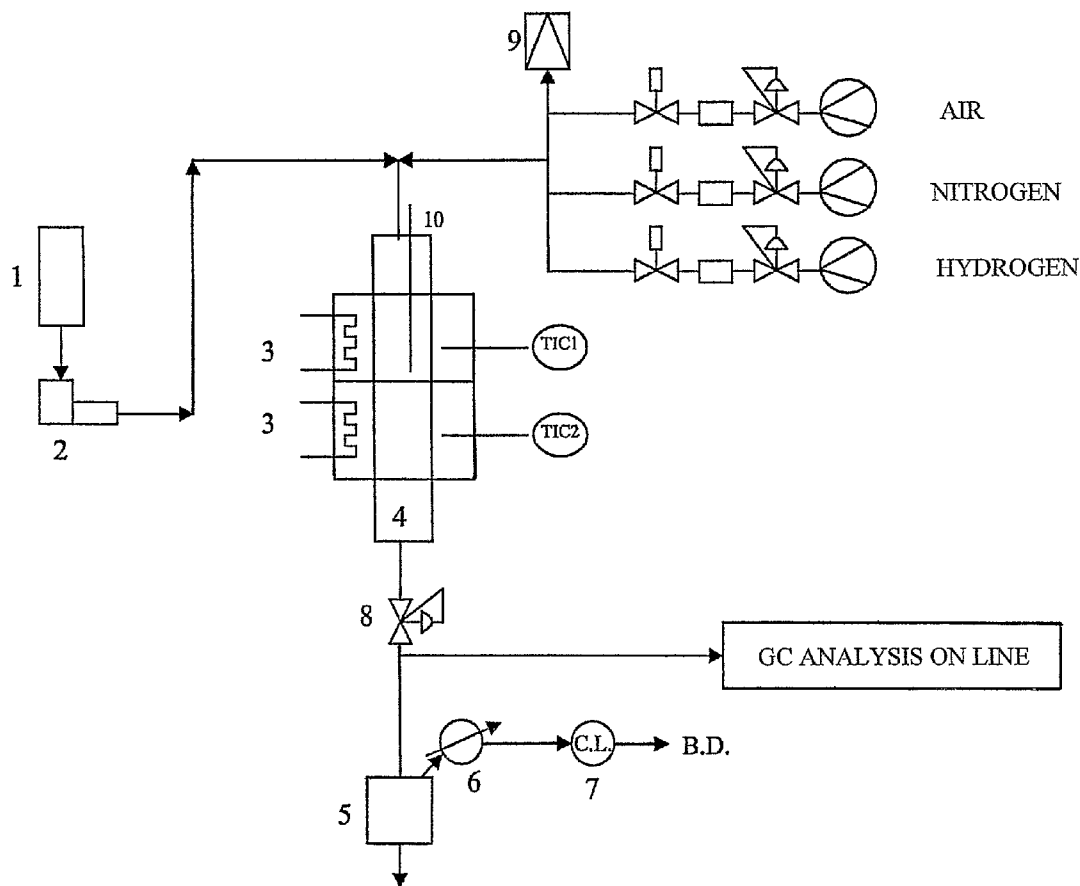 9
AIR
10
NITROGEN
1
HYDROGEN
3
TIC1
3
TIC2
2
4
8
GC ANALYSIS ON LINE
C.L.
B.D.
6
7
5